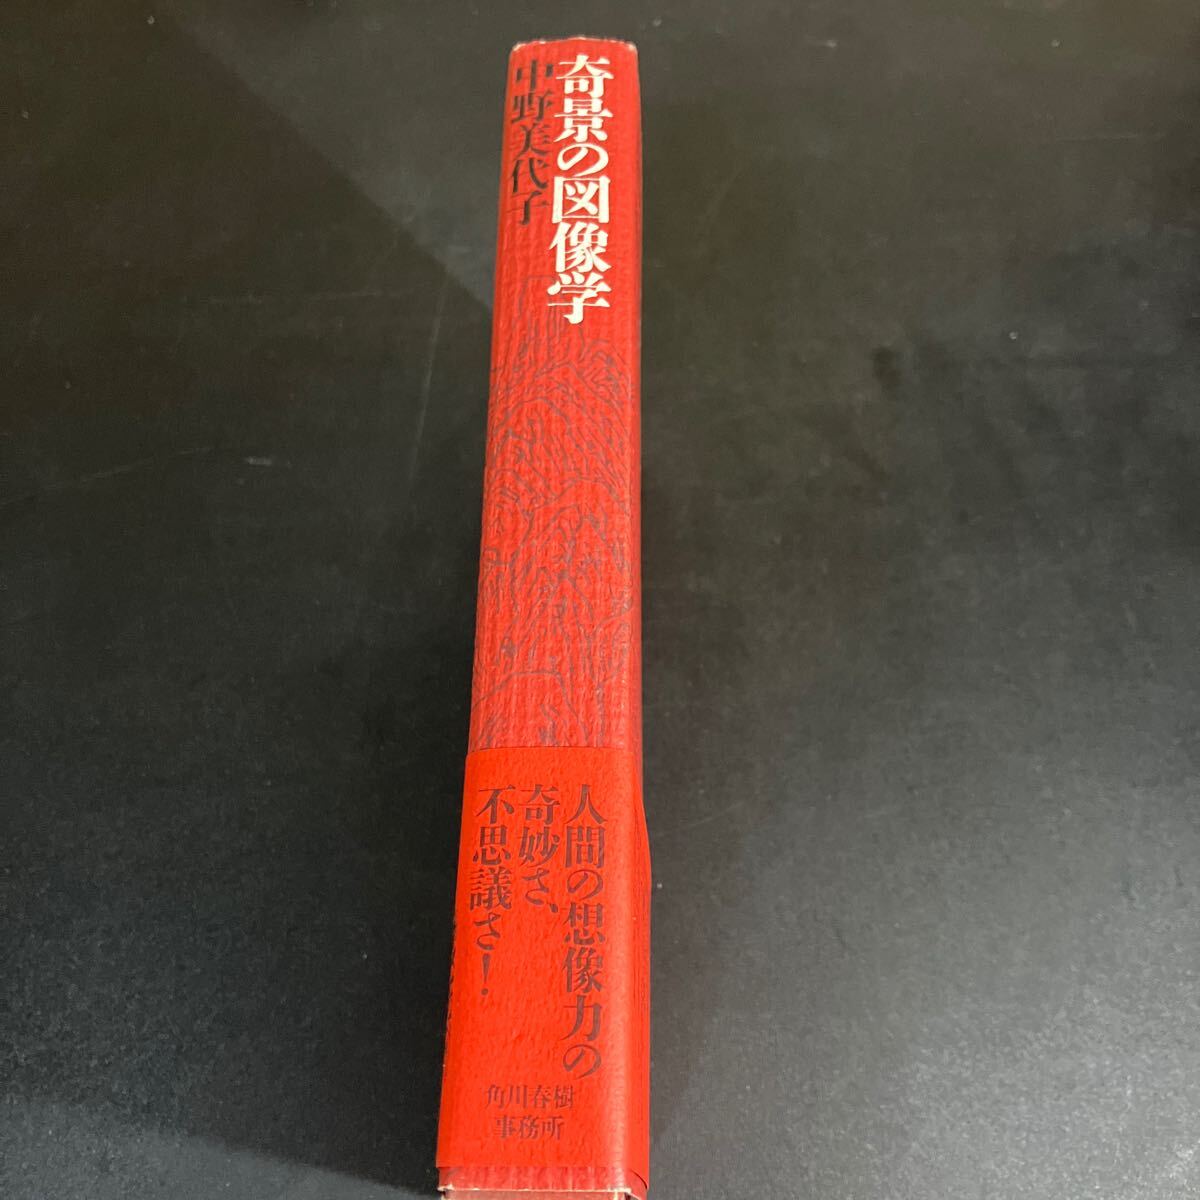 奇景の図像学
中野美代子
人間の想像力の
奇妙さ、
不思議さ！
角川春樹
事務所